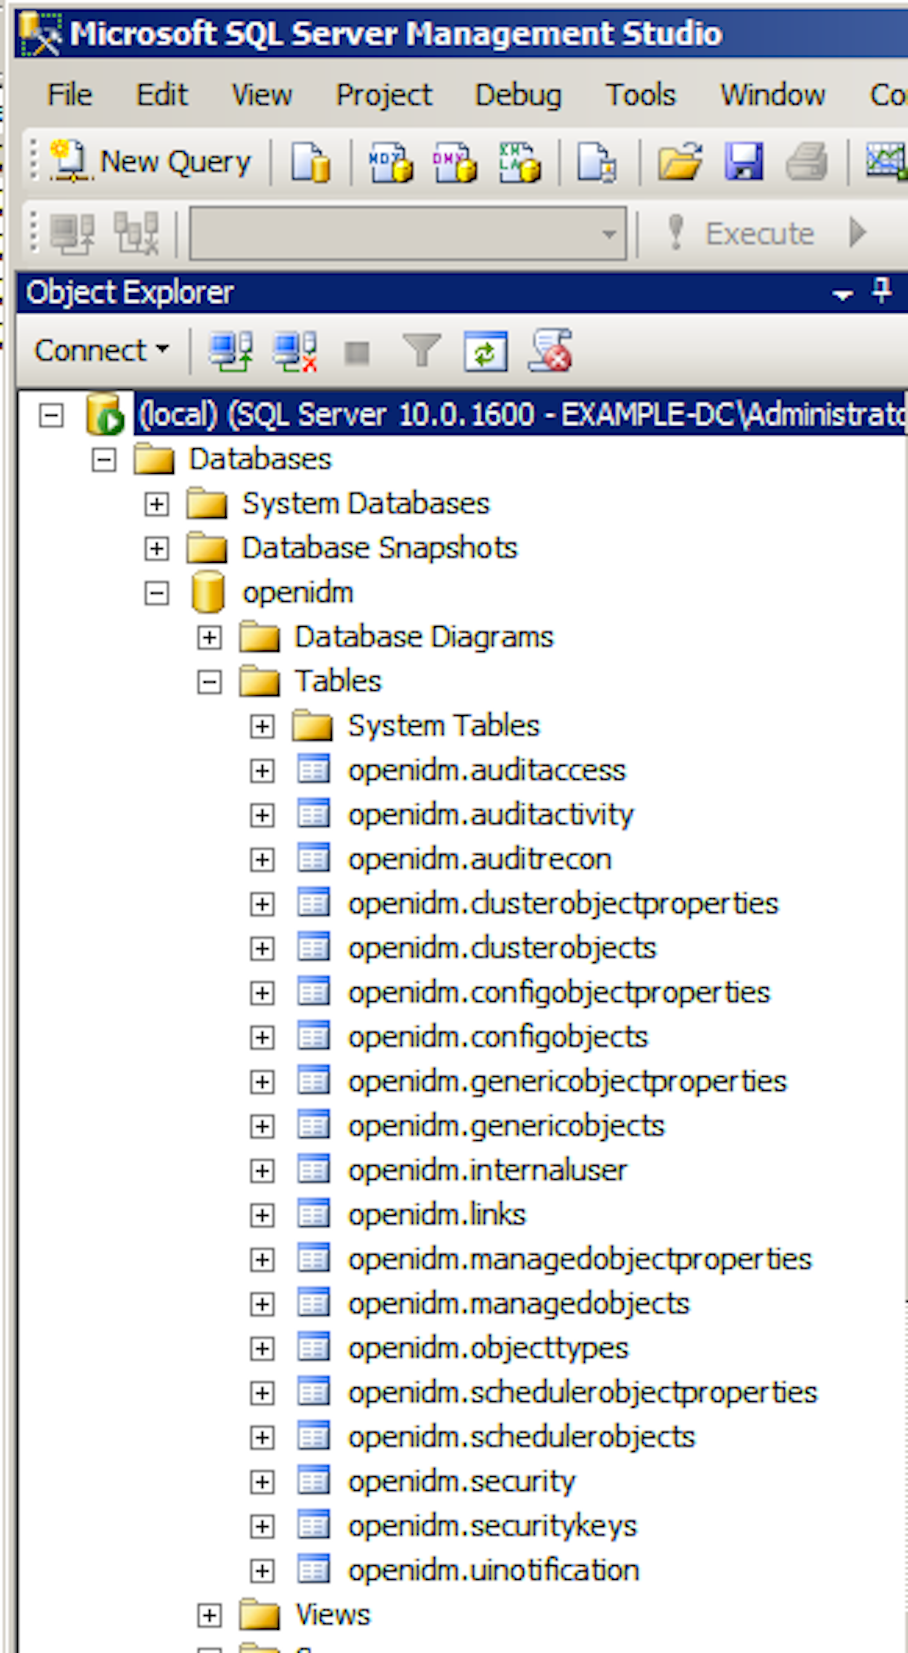 Microsoft SQL Server Management Studio
File Edit View Project Debug Tools Window Co
New Query MDX DMX XM LA
Execute
Object Explorer
Connect
(local) (SQL Server 10.0.1600 - EXAMPLE-DC\Administrato
Databases
System Databases
Database Snapshots
openidm
Database Diagrams
Tables
System Tables
openidm.auditaccess
openidm.auditactivity
openidm.auditrecon
openidm.clusterobjectproperties
openidm.clusterobjects
openidm.configobjectproperties
openidm.configobjects
openidm.genericobjectproperties
openidm.genericobjects
openidm.internaluser
openidm.links
openidm.managedobjectproperties
openidm.managedobjects
openidm.objecttypes
openidm.schedulerobjectproperties
openidm.schedulerobjects
openidm.security
openidm.securitykeys
openidm.uinotification
Views